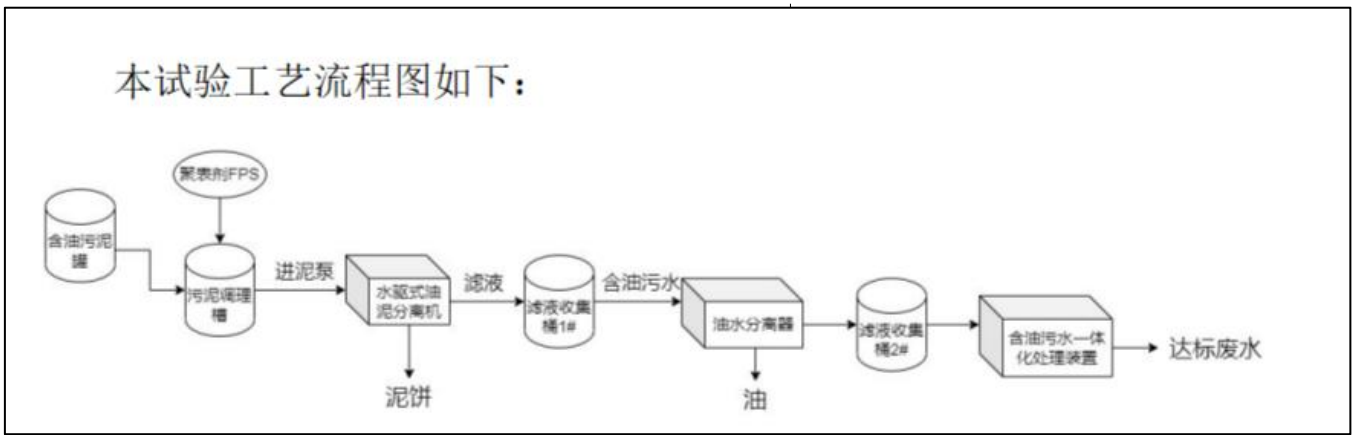 本试验工艺流程图如下：
聚表剂FPS
含油污泥
罐
污泥调理
槽
进泥泵
水驱式油
泥分离机
滤液
滤液收集
桶1#
含油污水
油水分离器
滤液收集
桶2#
含油污水一体
化处理装置
达标废水
泥饼
油